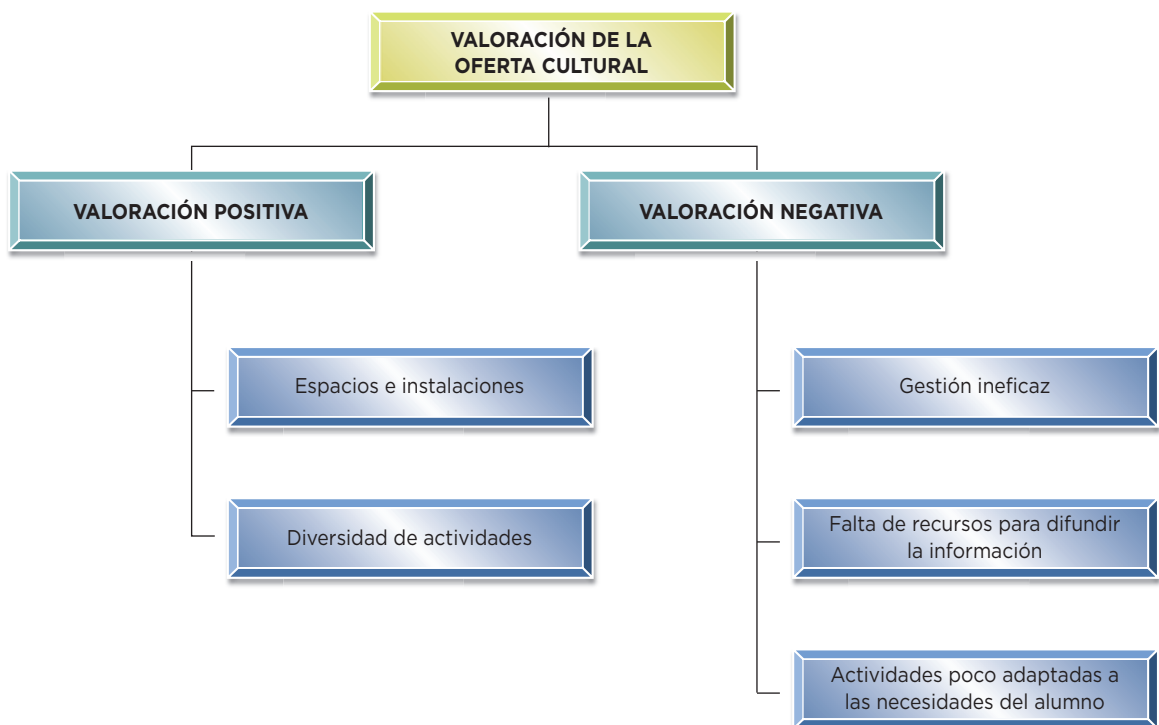 VALORACIÓN DE LA
OFERTA CULTURAL
VALORACIÓN POSITIVA
Espacios e instalaciones
Diversidad de actividades
VALORACIÓN NEGATIVA
Gestión ineficaz
Falta de recursos para difundir
la información
Actividades poco adaptadas a
las necesidades del alumno